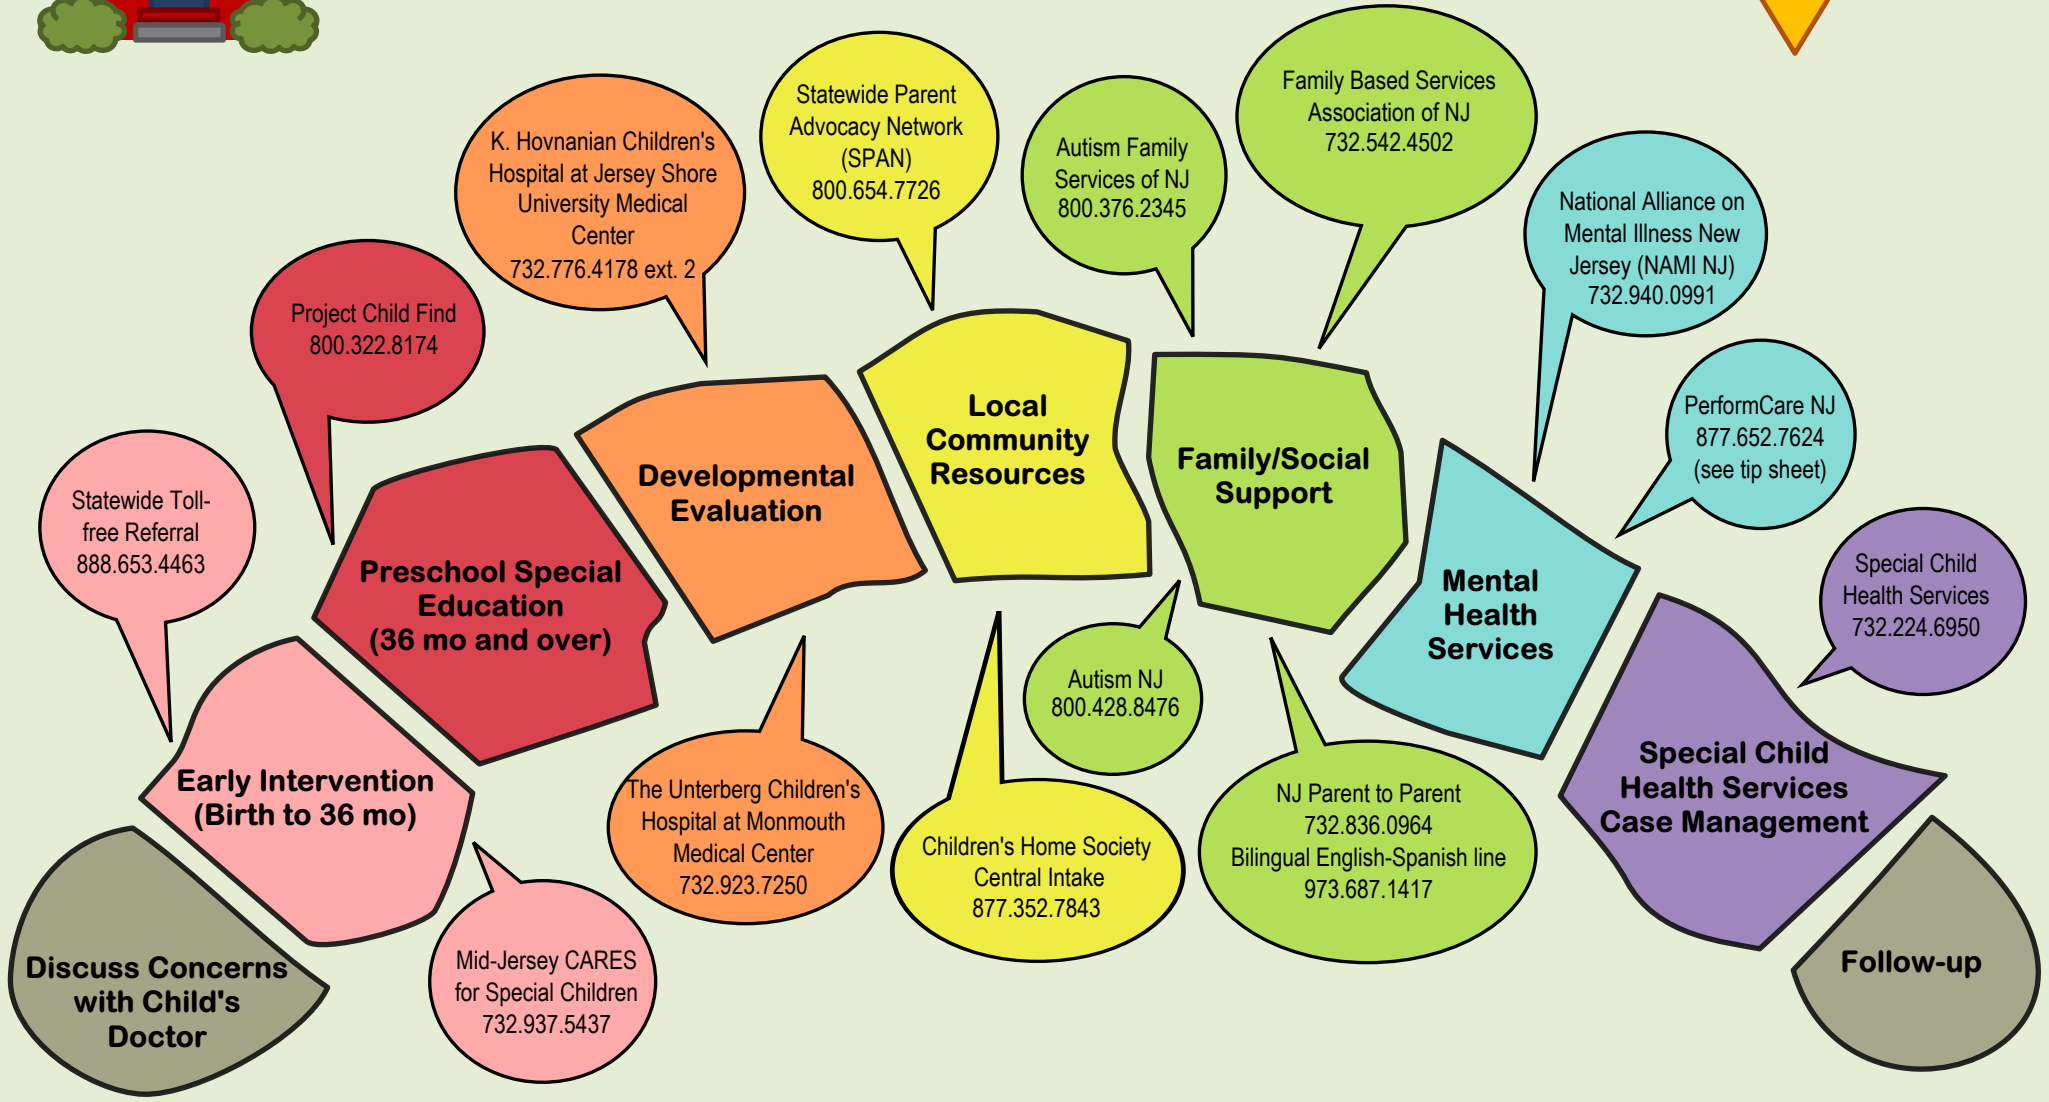 Statewide Toll-
free Referral
888.653.4463
Project Child Find
800.322.8174
K. Hovnanian Children's
Hospital at Jersey Shore
University Medical
Center
732.776.4178 ext. 2
Statewide Parent
Advocacy Network
(SPAN)
800.654.7726
Autism Family
Services of NJ
800.376.2345
Family Based Services
Association of NJ
732.542.4502
National Alliance on
Mental Illness New
Jersey (NAMI NJ)
732.940.0991
PerformCare NJ
877.652.7624
(see tip sheet)
Special Child
Health Services
732.224.6950
Discuss Concerns
with Child's
Doctor
Early Intervention
(Birth to 36 mo)
Preschool Special
Education
(36 mo and over)
Developmental
Evaluation
Local
Community
Resources
Family/Social
Support
Mental
Health
Services
Special Child
Health Services
Case Management
Follow-up
Mid-Jersey CARES
for Special Children
732.937.5437
The Unterberg Children's
Hospital at Monmouth
Medical Center
732.923.7250
Children's Home Society
Central Intake
877.352.7843
Autism NJ
800.428.8476
NJ Parent to Parent
732.836.0964
Bilingual English-Spanish line
973.687.1417